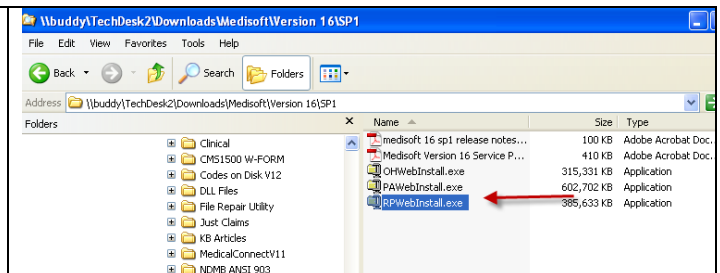 \\buddy\TechDesk2\Downloads\Medisoft\Version 16\SP1
File Edit View Favorites Tools Help
Back Search Folders
Address \\buddy\TechDesk2\Downloads\Medisoft\Version 16\SP1
Folders x Name Size Type
Clinical
CMS1500 W-FORM
Codes on Disk V12
DLL Files
File Repair Utility
Just Claims
KB Articles
MedicalConnectV11
NDMB ANSI 903
medisoft 16 sp1 release notes... 100 KB Adobe Acrobat Doc.
Medisoft Version 16 Service P... 410 KB Adobe Acrobat Doc.
OHWebInstall.exe 315,331 KB Application
PAWebInstall.exe 602,702 KB Application
RPWebInstall.exe 385,633 KB Application